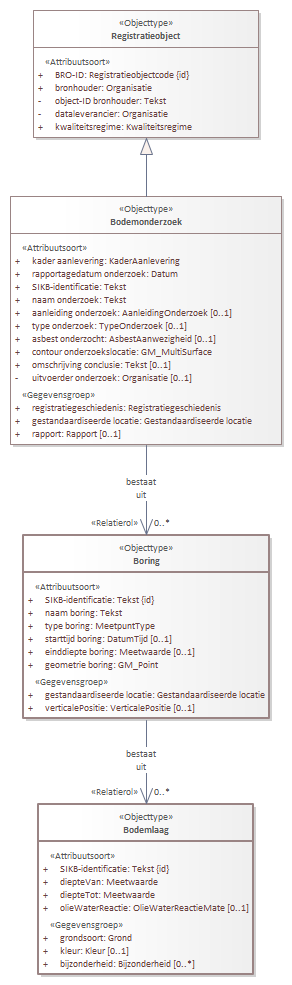 «Objecttype»
Registratieobject
«Attribuutsoort»
+ BRO-ID: Registratieobjectcode {id}
+ bronhouder: Organisatie
- object-ID bronhouder: Tekst
- dataleverancier: Organisatie
+ kwaliteitsregime: Kwaliteitsregime
«Objecttype»
Bodemonderzoek
«Attribuutsoort»
+ kader aanlevering: KaderAanlevering
+ rapportagedatum onderzoek: Datum
+ SIKB-identificatie: Tekst
+ naam onderzoek: Tekst
+ aanleiding onderzoek: AanleidingOnderzoek [0..1]
+ type onderzoek: TypeOnderzoek [0..1]
+ asbest onderzocht: AsbestAanwezigheid [0..1]
+ contour onderzoekslocatie: GM_MultiSurface
+ omschrijving conclusie: Tekst [0..1]
- uitvoerder onderzoek: Organisatie [0..1]
«Gegevensgroep»
+ registratiegeschiedenis: Registratiegeschiedenis
+ gestandaardiseerde locatie: Gestandaardiseerde locatie
+ rapport: Rapport [0..1]
bestaat
uit
«Relatierol» 0..*
«Objecttype»
Boring
«Attribuutsoort»
+ SIKB-identificatie: Tekst {id}
+ naam boring: Tekst
+ type boring: MeetpuntType
+ starttijd boring: DatumTijd [0..1]
+ einddiepte boring: Meetwaarde [0..1]
+ geometrie boring: GM_Point
«Gegevensgroep»
+ gestandaardiseerde locatie: Gestandaardiseerde locatie
+ verticalePositie: VerticalePositie [0..1]
bestaat
uit
«Relatierol» 0..*
«Objecttype»
Bodemlaag
«Attribuutsoort»
+ SIKB-identificatie: Tekst {id}
+ diepteVan: Meetwaarde
+ diepteTot: Meetwaarde
+ olieWaterReactie: OlieWaterReactieMate [0..1]
«Gegevensgroep»
+ grondsoort: Grond
+ kleur: Kleur [0..1]
+ bijzonderheid: Bijzonderheid [0..*]